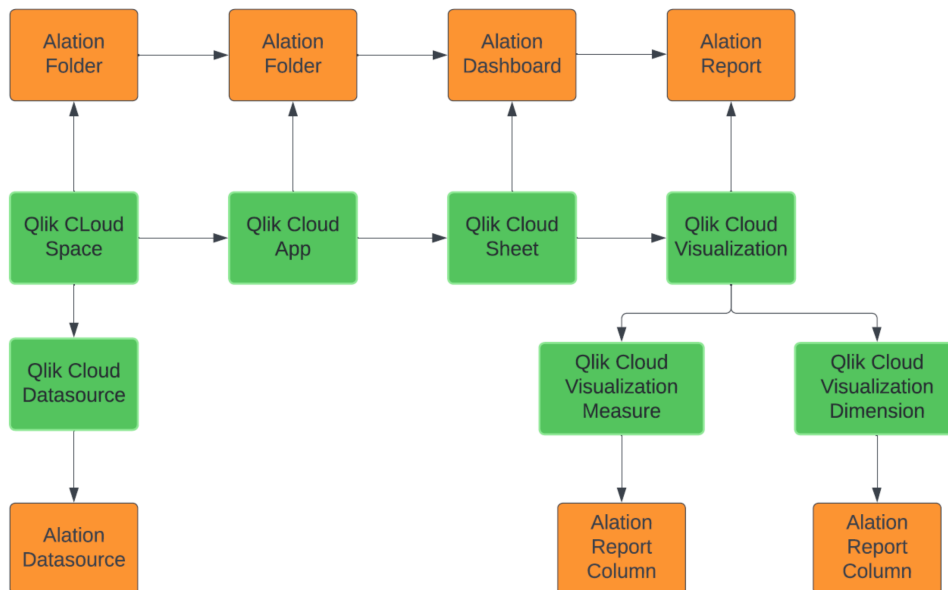 Alation
Folder
Alation
Folder
Alation
Dashboard
Alation
Report
Qlik CLoud
Space
Qlik Cloud
App
Qlik Cloud
Sheet
Qlik Cloud
Visualization
Qlik Cloud
Datasource
Qlik Cloud
Visualization
Measure
Qlik Cloud
Visualization
Dimension
Alation
Datasource
Alation
Report
Column
Alation
Report
Column